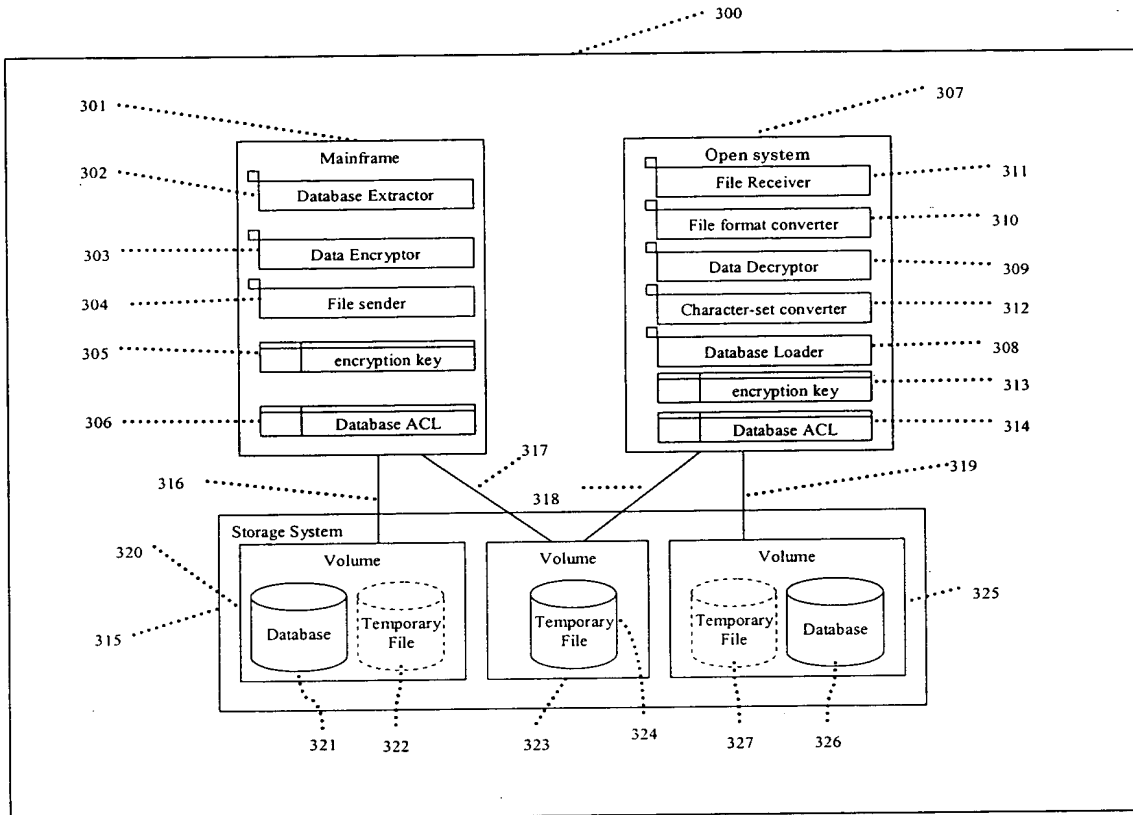 300
301
307
Mainframe
Open system
302
Database Extractor
File Receiver
311
File format converter
310
303
Data Encryptor
Data Decryptor
309
304
File sender
Character-set converter
312
305
encryption key
Database Loader
308
encryption key
313
306
Database ACL
Database ACL
314
316
317
318
319
Storage System
320
Volume
Volume
Volume
325
315
Database
Temporary
File
Temporary
File
Temporary
File
Database
321
322
323
324
327
326